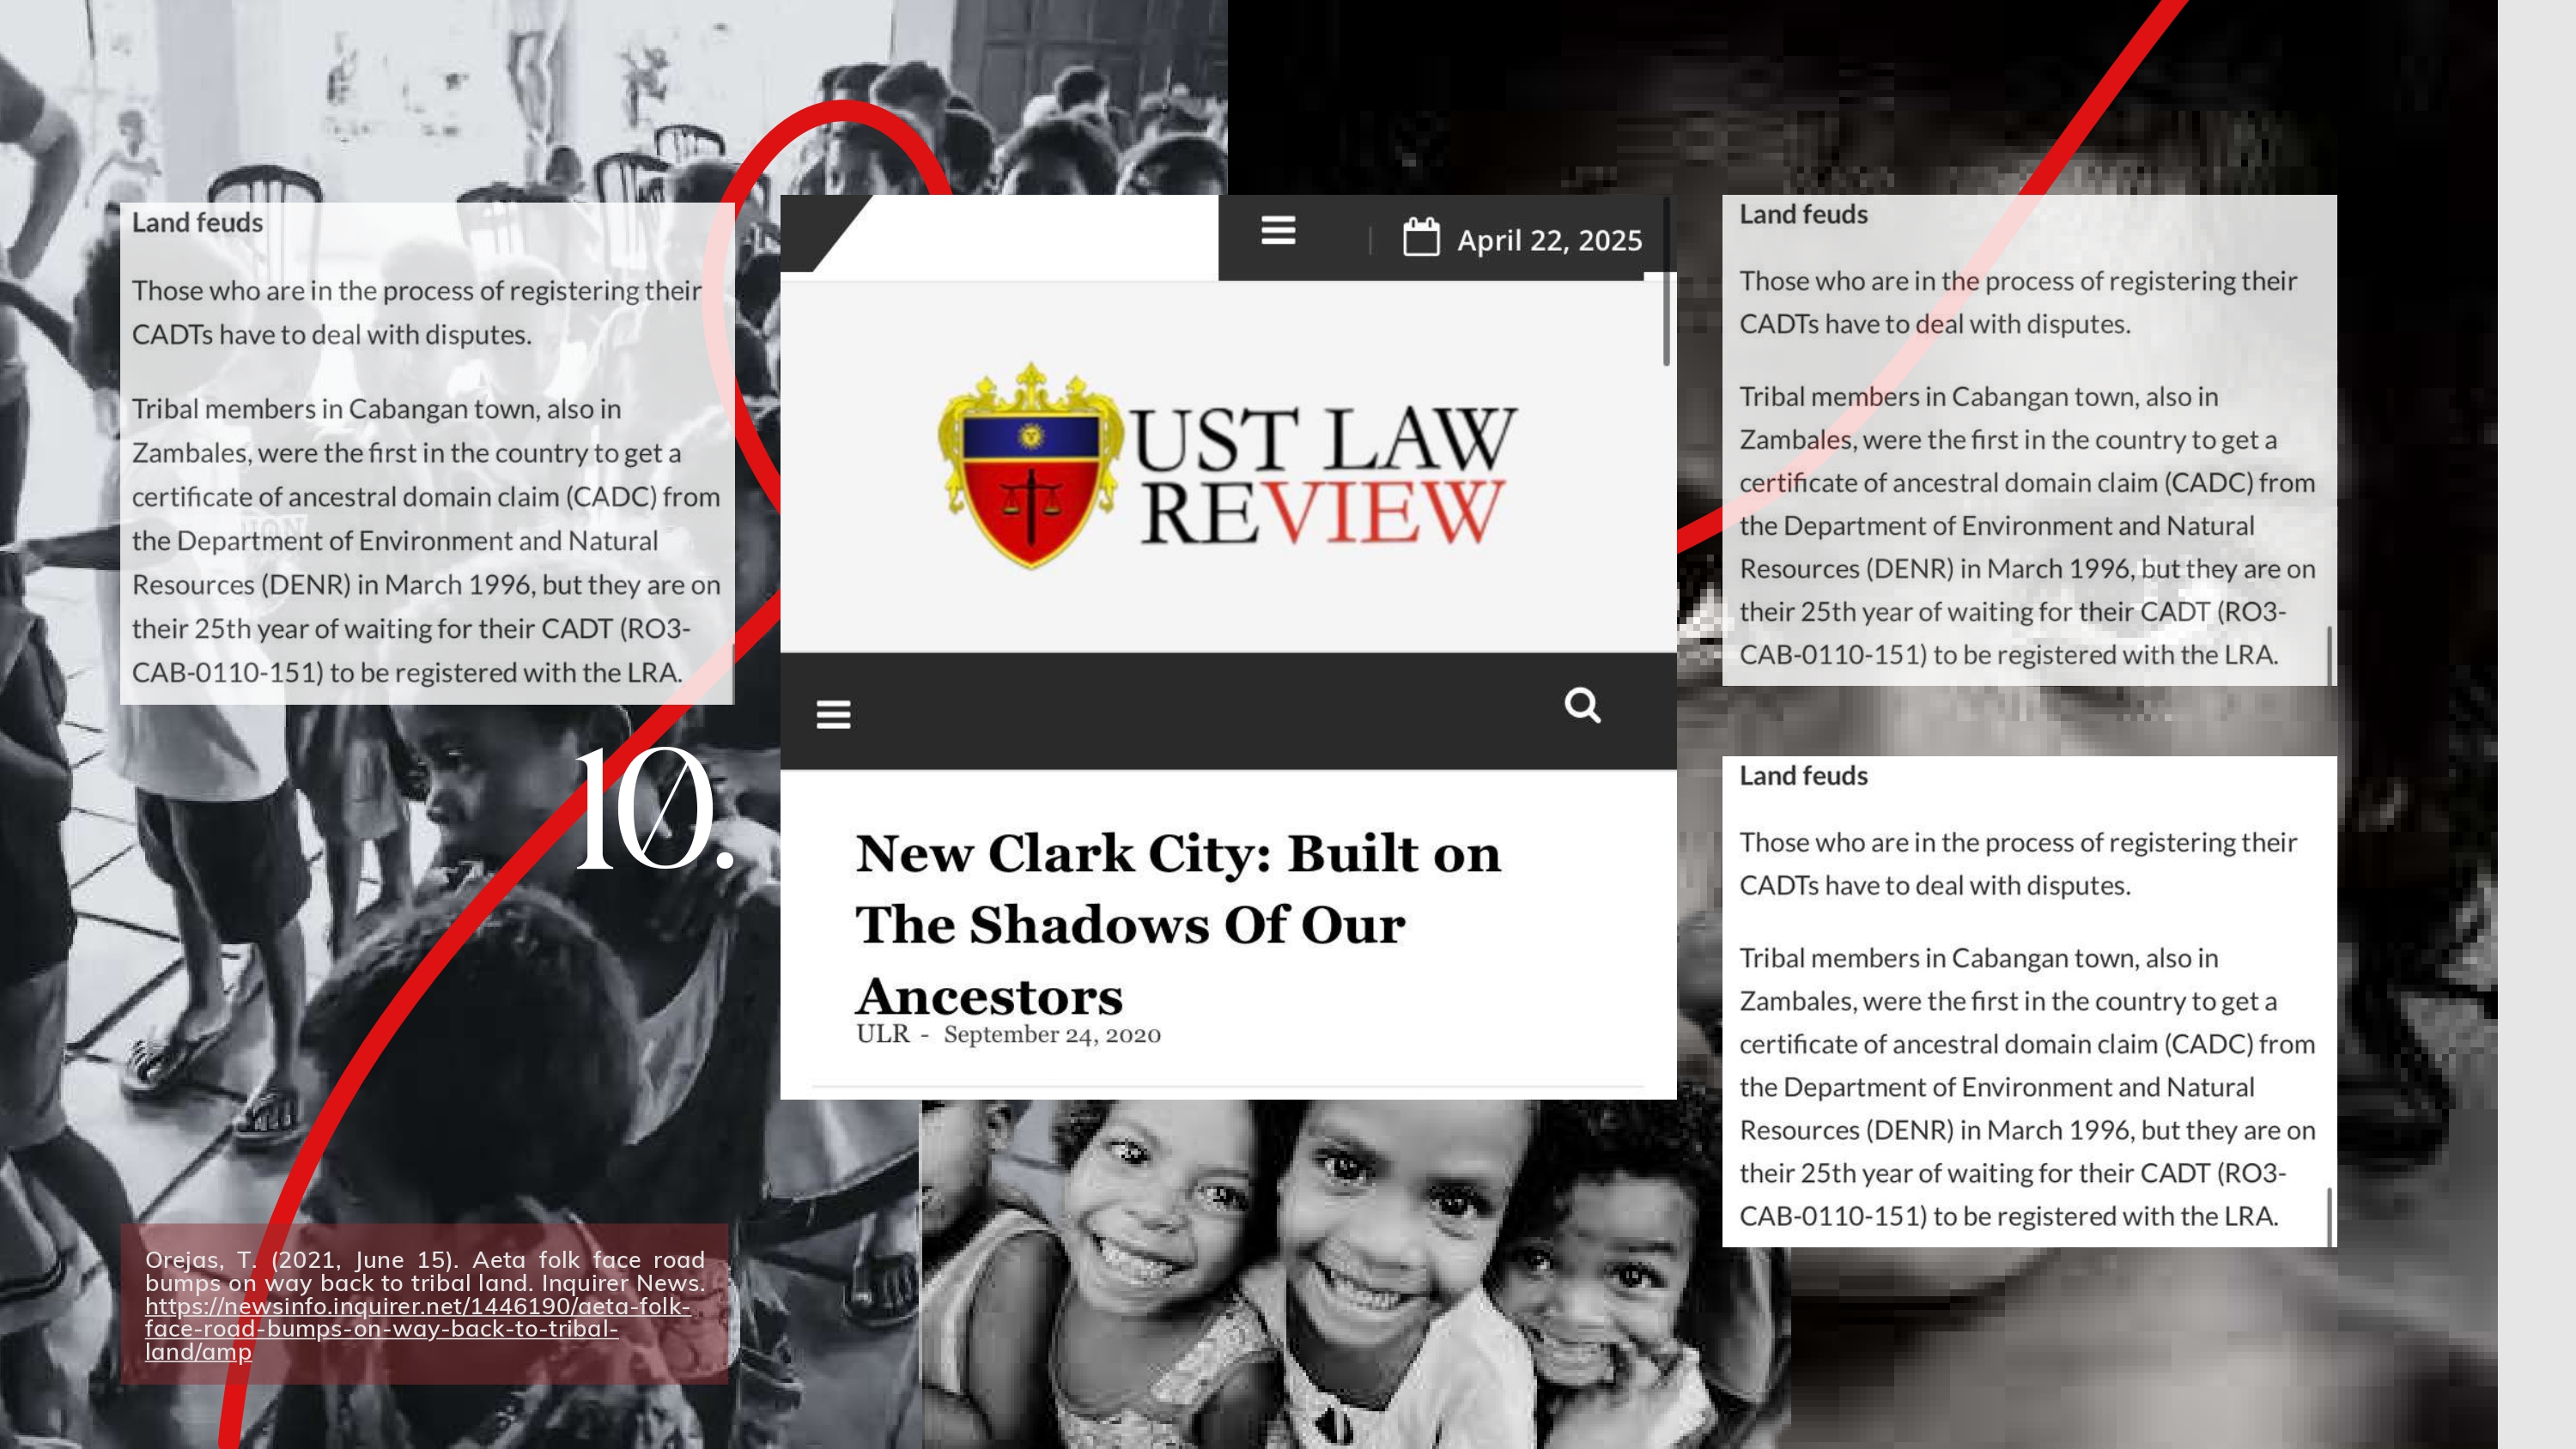 Land feuds
Those who are in the process of registering their
CADTs have to deal with disputes.
Tribal members in Cabangan town, also in
Zambales, were the first in the country to get a
certificate of ancestral domain claim (CADC) from
the Department of Environment and Natural
Resources (DENR) in March 1996, but they are on
their 25th year of waiting for their CADT (RO3-
CAB-0110-151) to be registered with the LRA.
10.
Orejas, T. (2021, June 15). Aeta folk face road
bumps on way back to tribal land. Inquirer News.
https://newsinfo.inquirer.net/1446190/aeta-folk-
face-road-bumps-on-way-back-to-tribal-
land/amp
April 22, 2025
UST LAW
REVIEW
New Clark City: Built on
The Shadows Of Our
Ancestors
ULR - September 24, 2020
Land feuds
Those who are in the process of registering their
CADTs have to deal with disputes.
Tribal members in Cabangan town, also in
Zambales, were the first in the country to get a
certificate of ancestral domain claim (CADC) from
the Department of Environment and Natural
Resources (DENR) in March 1996, but they are on
their 25th year of waiting for their CADT (RO3-
CAB-0110-151) to be registered with the LRA.
Land feuds
Those who are in the process of registering their
CADTs have to deal with disputes.
Tribal members in Cabangan town, also in
Zambales, were the first in the country to get a
certificate of ancestral domain claim (CADC) from
the Department of Environment and Natural
Resources (DENR) in March 1996, but they are on
their 25th year of waiting for their CADT (RO3-
CAB-0110-151) to be registered with the LRA.